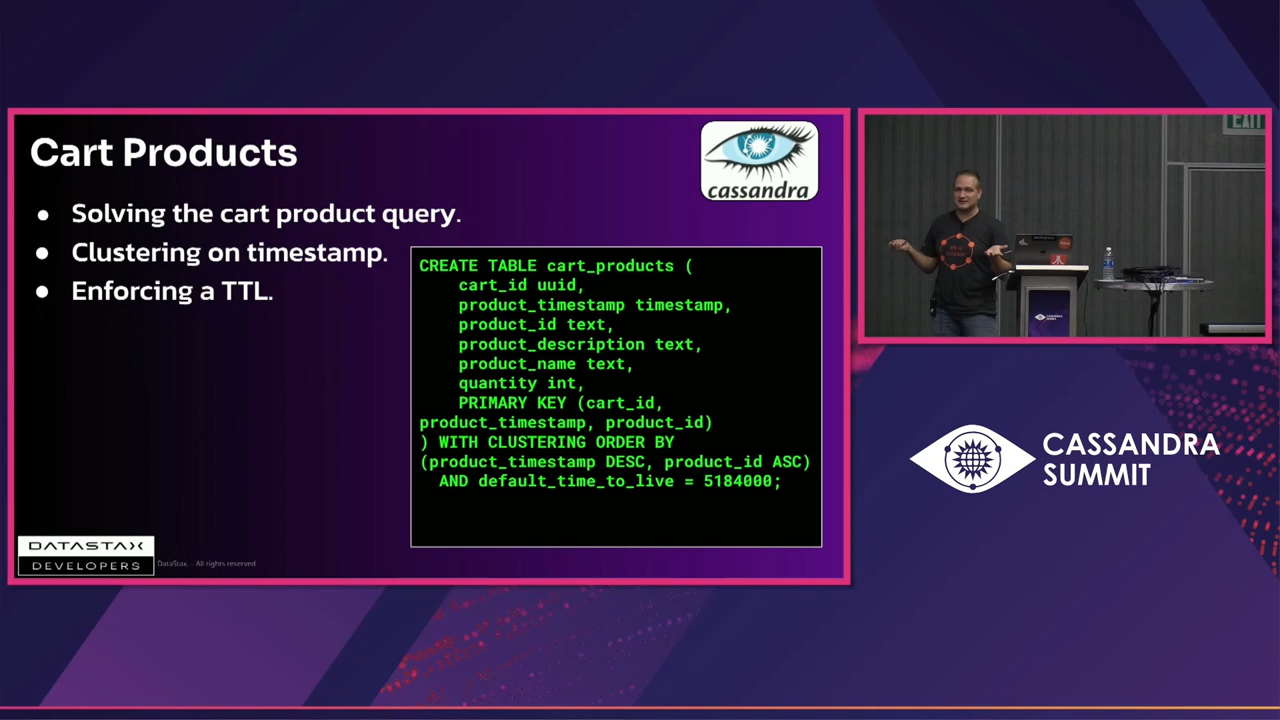 Cart Products
cassandra
● Solving the cart product query.
● Clustering on timestamp.
● Enforcing a TTL.
CREATE TABLE cart_products (
cart_id uuid,
product_timestamp timestamp,
product_id text,
product_description text,
product_name text,
quantity int,
PRIMARY KEY (cart_id,
product_timestamp, product_id)
) WITH CLUSTERING ORDER BY
(product_timestamp DESC, product_id ASC)
AND default_time_to_live = 5184000;
DATASTAX
DEVELOPERS
DataStax. All rights reserved
EXIT
CASSANDRA
SUMMIT